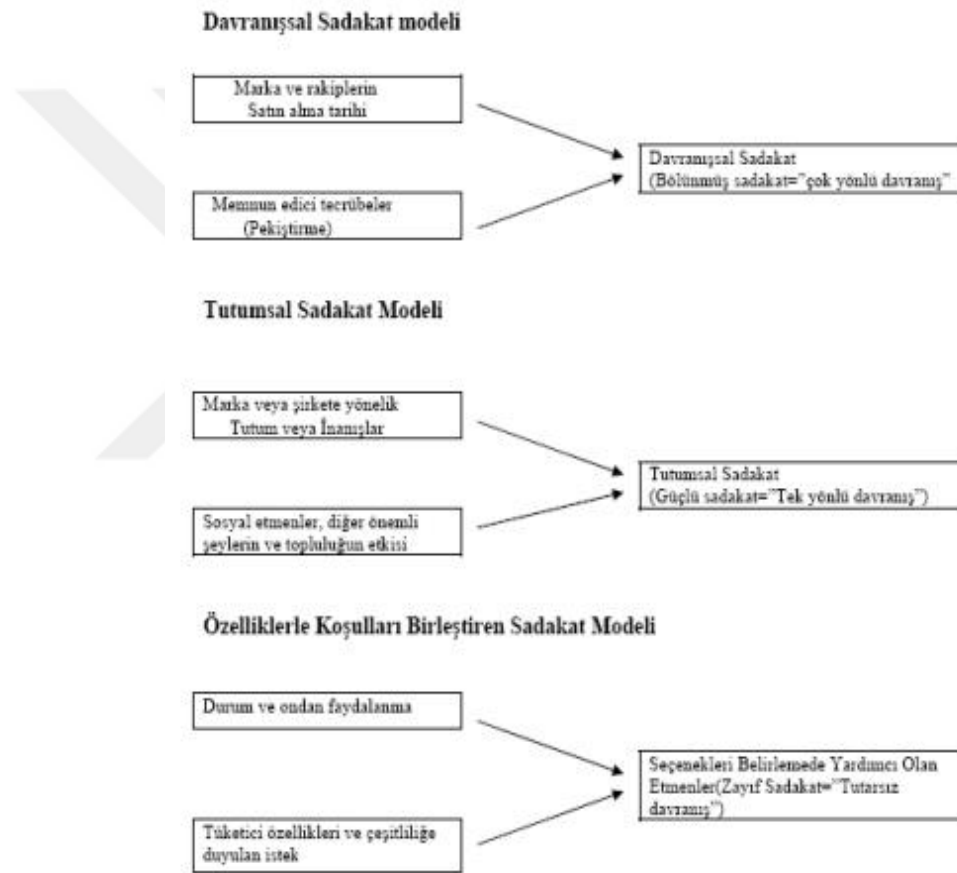 Davranışsal Sadakat modeli
Marka ve rakiplerin
Satın alma tarihi
Davranışsal Sadakat
(Bölünmüş sadakat=”çok yönlü davranış”
Memnun edici tecrübeler
(Pekiştirme)
Tutumsal Sadakat Modeli
Marka veya şirkete yönelik
Tutum veya İnanışlar
Tutumsal Sadakat
(Güçlü sadakat=”Tek yönlü davranış”)
Sosyal etmenler, diğer önemli
şeylerin ve topluluğun etkisi
Özelliklerle Koşulları Birleştiren Sadakat Modeli
Durum ve ondan faydalanma
Seçenekleri Belirlemede Yardımcı Olan
Etmenler(Zayıf Sadakat=”Tutarsız
davranış”)
Tüketici özellikleri ve çeşitliliğe
duyulan istek